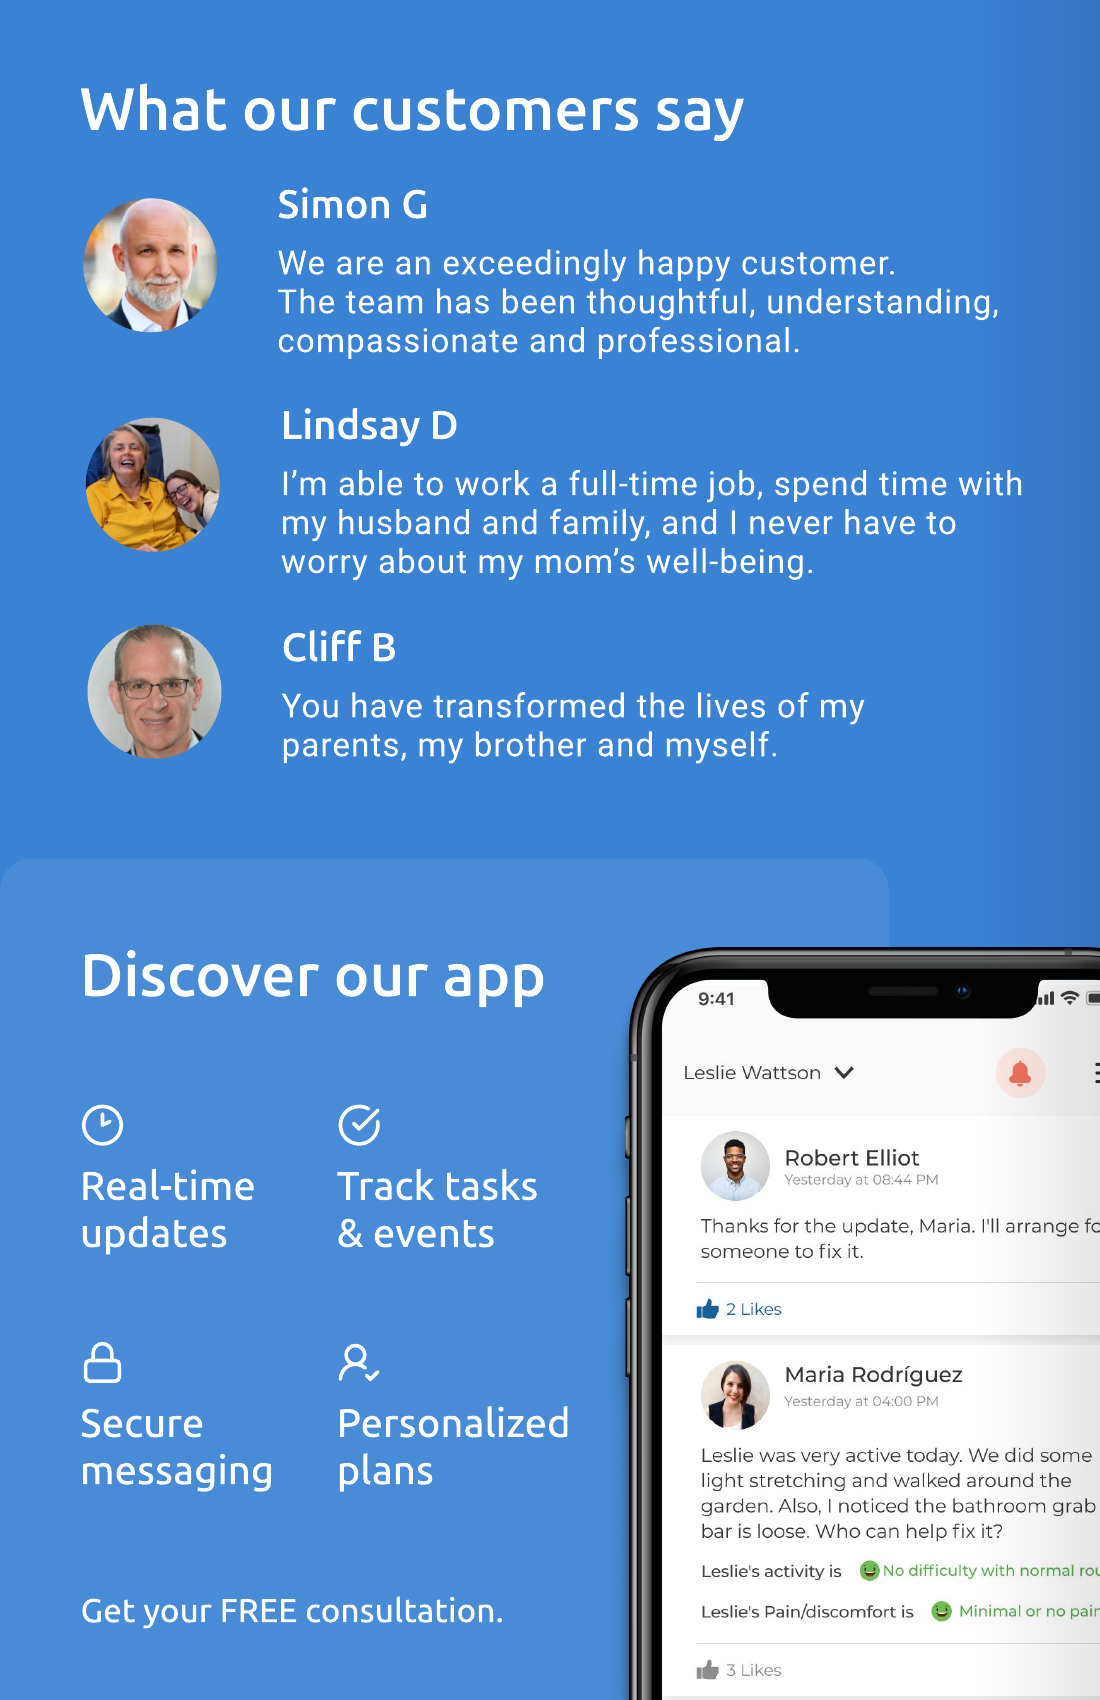 What our customers say
Simon G
We are an exceedingly happy customer.
The team has been thoughtful, understanding,
compassionate and professional.
Lindsay D
I’m able to work a full-time job, spend time with
my husband and family, and I never have to
worry about my mom’s well-being.
Cliff B
You have transformed the lives of my
parents, my brother and myself.
Discover our app
Real-time
updates
Track tasks
& events
Secure
messaging
Personalized
plans
Get your FREE consultation.
9:41
Leslie Wattson
Robert Elliot
Yesterday at 08:44 PM
Thanks for the update, Maria. I'll arrange
someone to fix it.
2 Likes
Maria Rodríguez
Yesterday at 04:00 PM
Leslie was very active today. We did some
light stretching and walked around the
garden. Also, I noticed the bathroom grab
bar is loose. Who can help fix it?
Leslie's activity is No difficulty with normal
Leslie's Pain/discomfort is Minimal or no pain
3 Likes